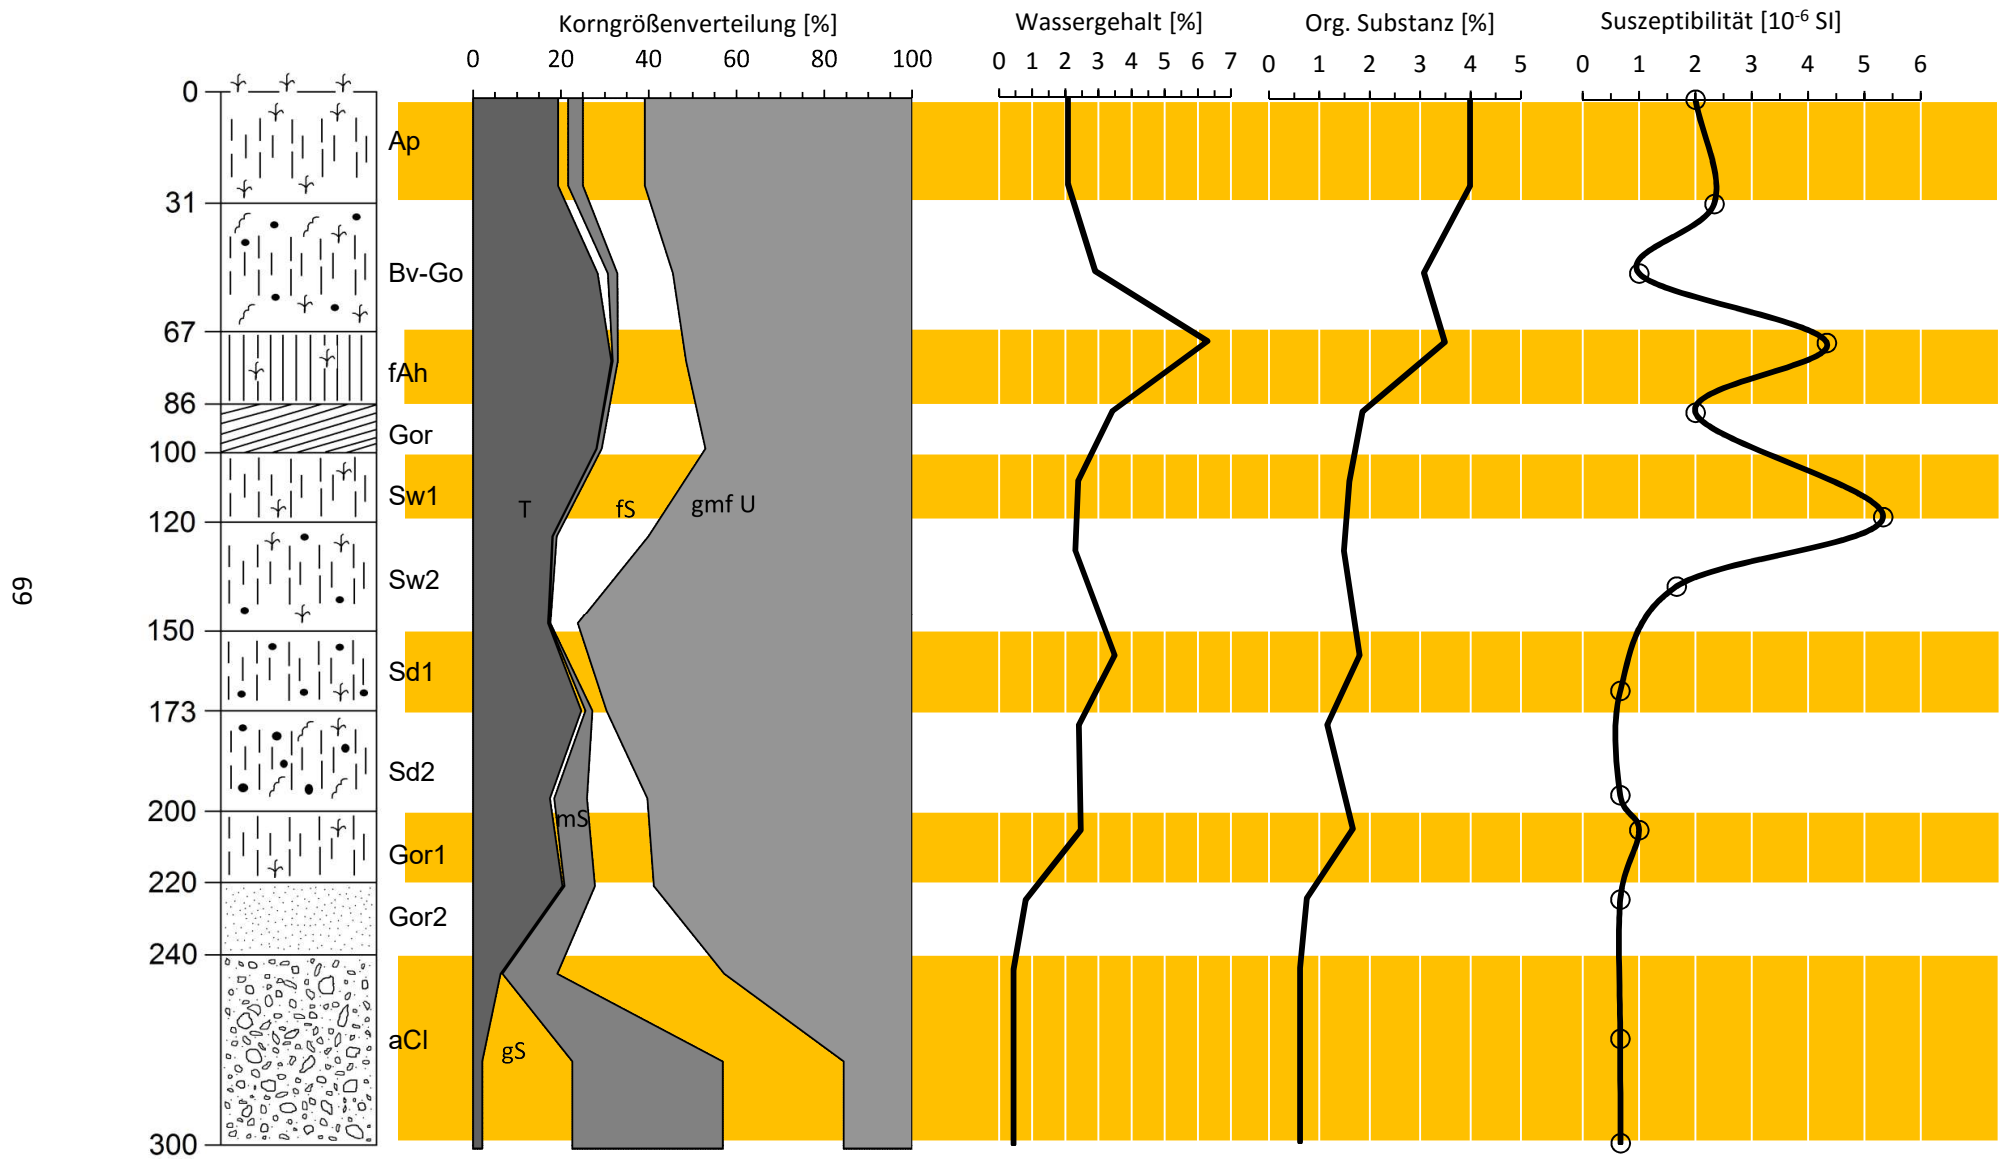 Korngrößenverteilung [%]
Wassergehalt [%]
Org. Substanz [%]
Suszeptibilität [10-6 SI]
0 20 40 60 80 100
0 1 2 3 4 5 6 7
0 1 2 3 4 5
0 1 2 3 4 5 6
0
Ap
31
Bv-Go
67
fAh
86
Gor
100
Sw1
T
fS
gmf U
120
Sw2
69
150
Sd1
173
Sd2
200
mS
Gor1
220
Gor2
240
aCl
gS
300